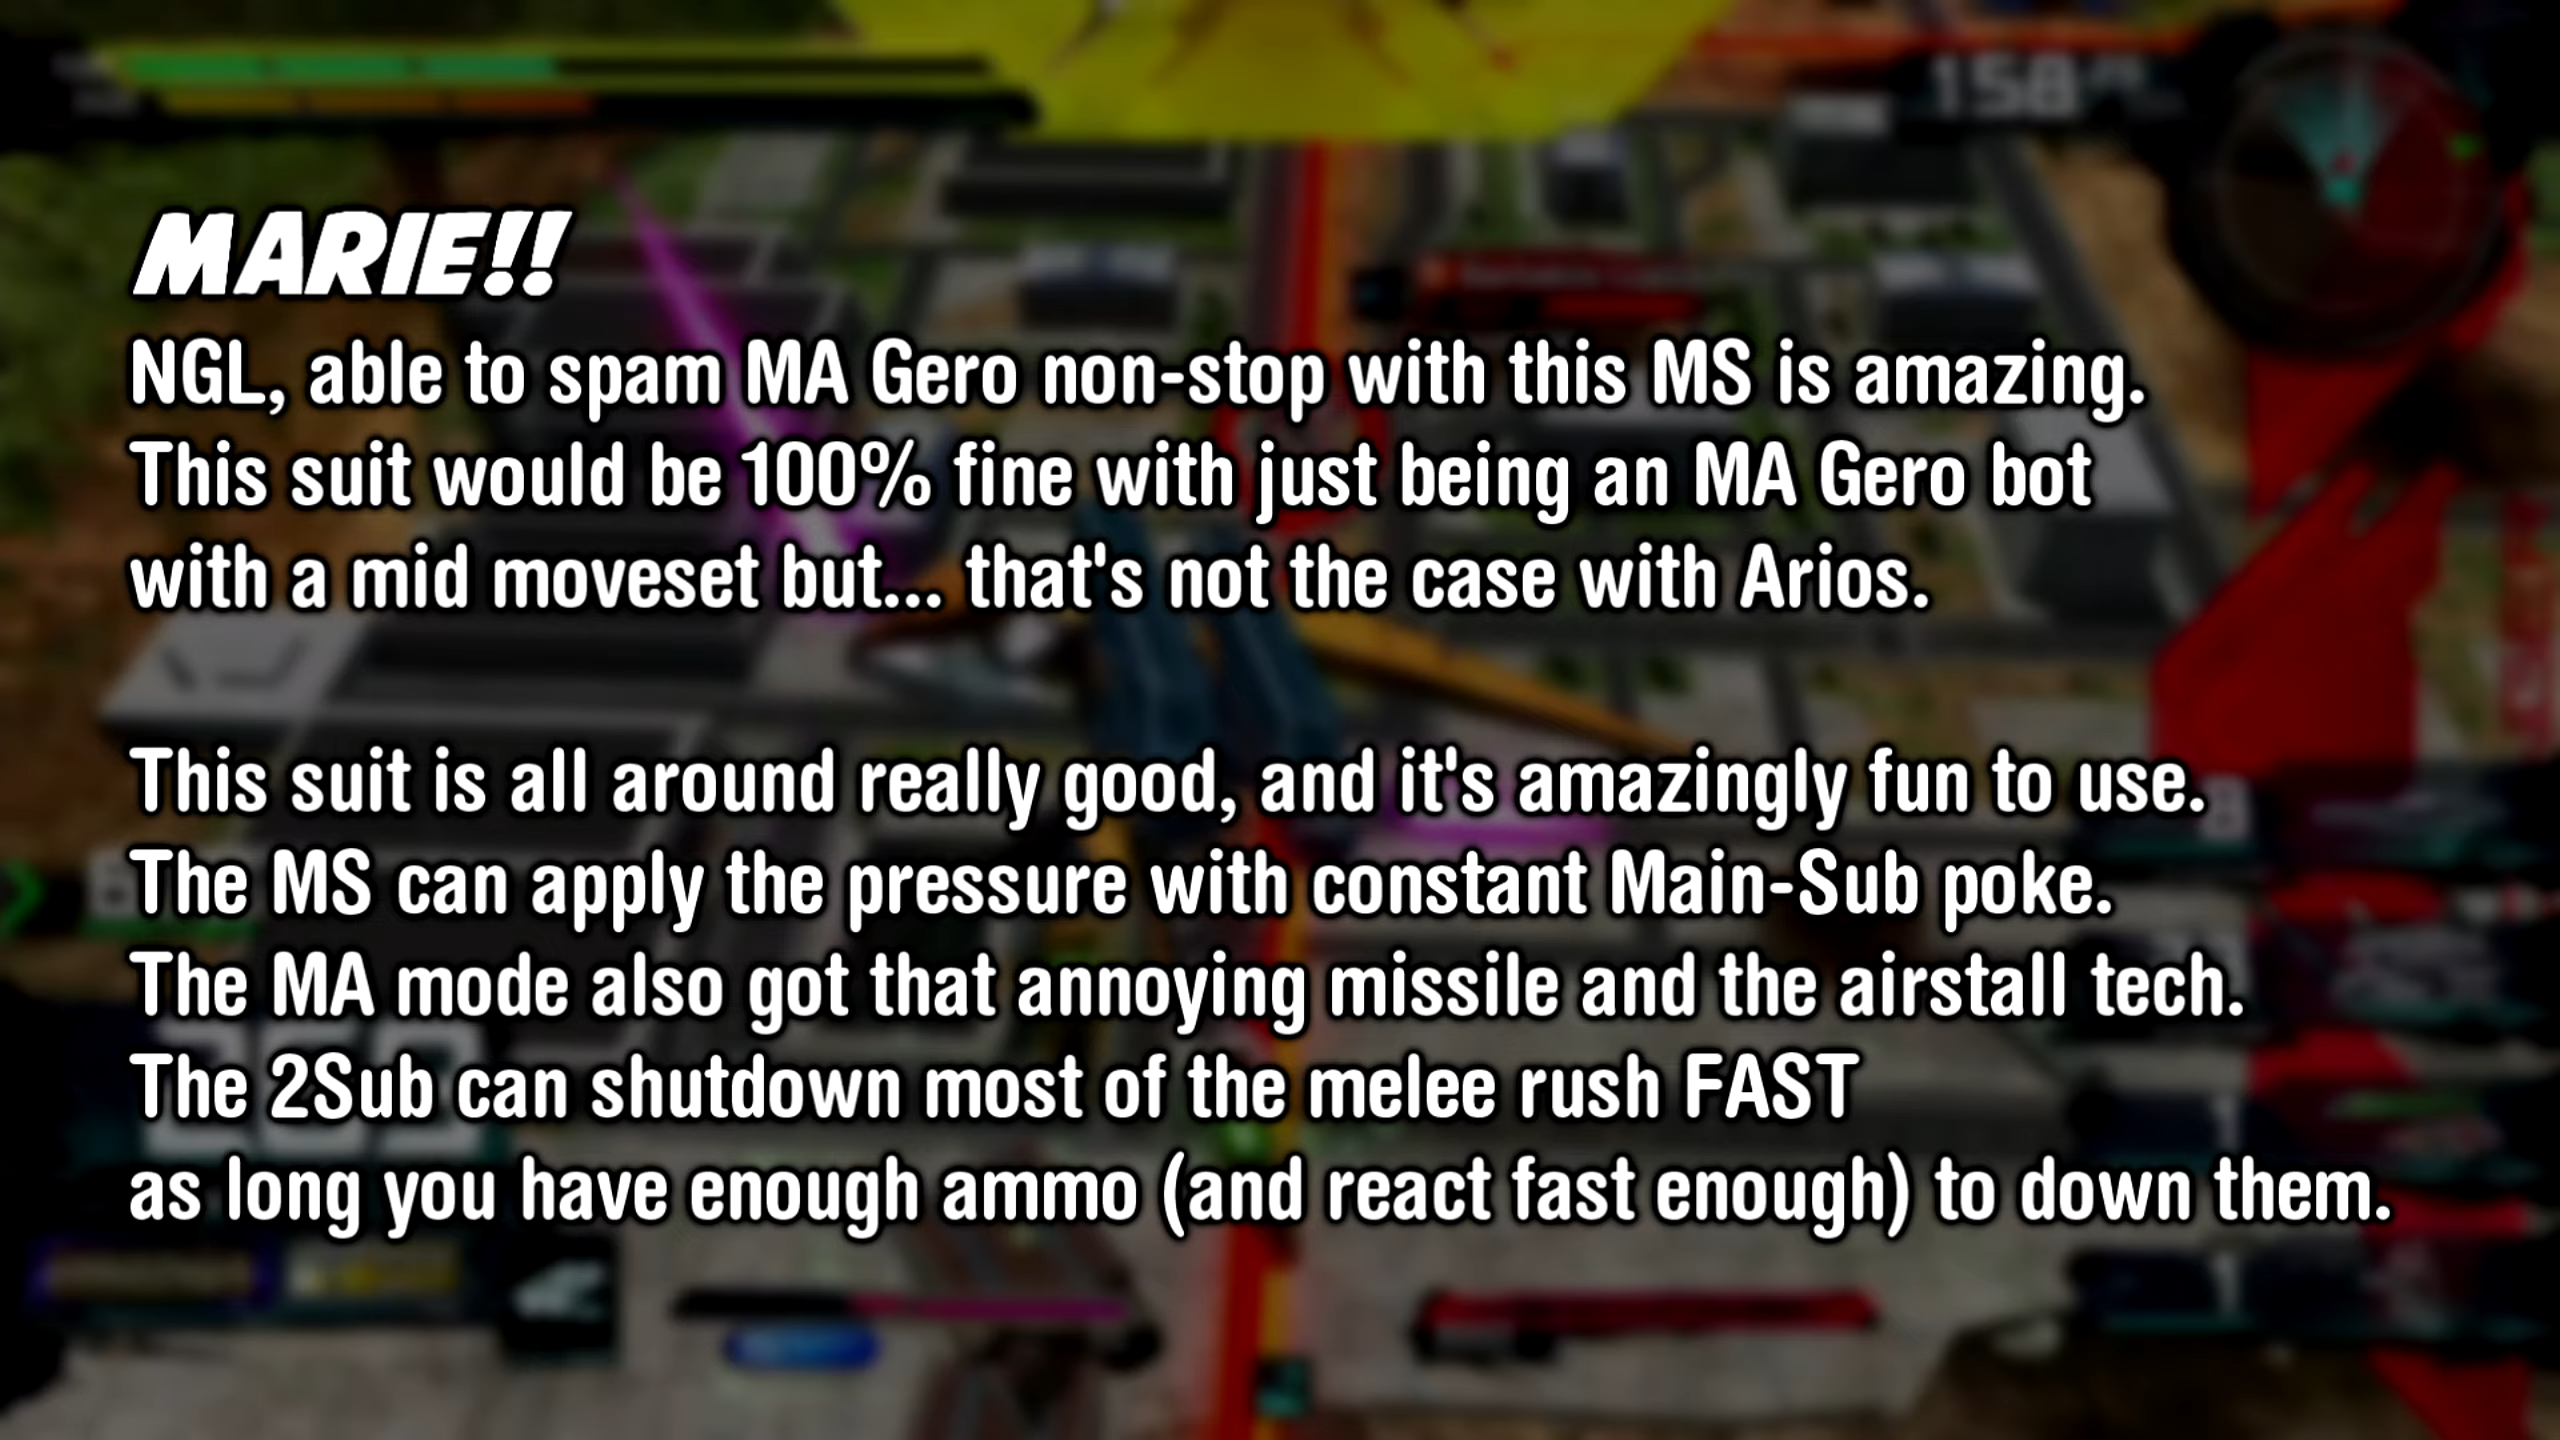 158
MARIE!!
NGL, able to spam MA Gero non-stop with this MS is amazing.
This suit would be 100% fine with just being an MA Gero bot
with a mid moveset but... that's not the case with Arios.
This suit is all around really good, and it's amazingly fun to use.
The MS can apply the pressure with constant Main-Sub poke.
The MA mode also got that annoying missile and the airstall tech.
The 2Sub can shutdown most of the melee rush FAST
as long you have enough ammo (and react fast enough) to down them.